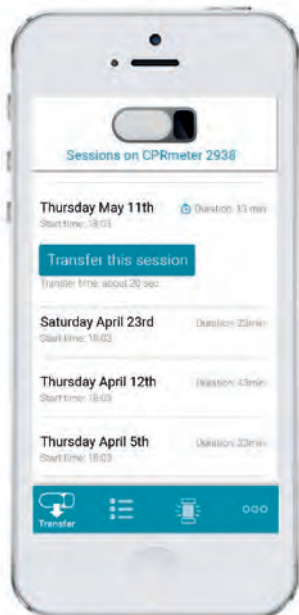 Sessions on CPRmeter 2938
Thursday May 11th Duration: 13 min
Start time: 18:03
Transfer this session
Transfer time: about 20 sec
Saturday April 23rd Duration: 23min
Start time: 18:03
Thursday April 12th Duration: 43min
Start time: 18:03
Thursday April 5th Duration: 33min
Start time: 18:03
Transfer